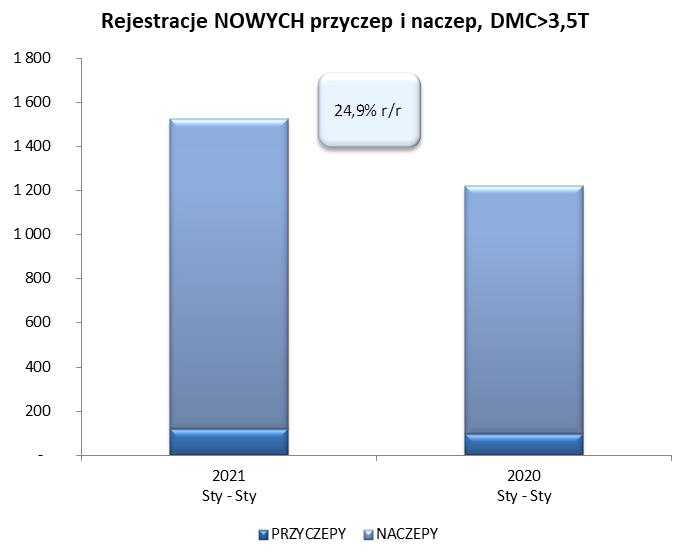 Rejestracje NOWYCH przyczep i naczep, DMC>3,5T
1 800
1 600
1 400
1 200
1 000
800
600
400
200
-
24,9% r/r
2021
Sty - Sty
2020
Sty - Sty
PRZYCZEPY
NACZEPY